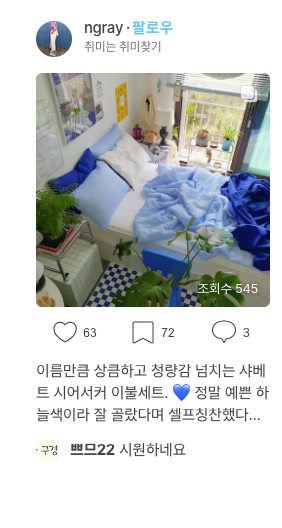 ngray · 팔로우
취미는 취미찾기
조회수 545
63
72
3
이름만큼 상큼하고 청량감 넘치는 샤베
트 시어서커 이불세트. 💙 정말 예쁜 하
늘색이라 잘 골랐다며 셀프칭찬했다...
구경
쁘띠22 시원하네요